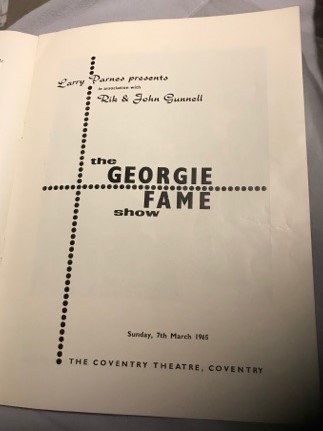 Larry Parnes presents
in association with
Rik & John Gunnell
the
GEORGIE
FAME
show
Sunday, 7th March 1965
THE COVENTRY THEATRE, COVENTRY